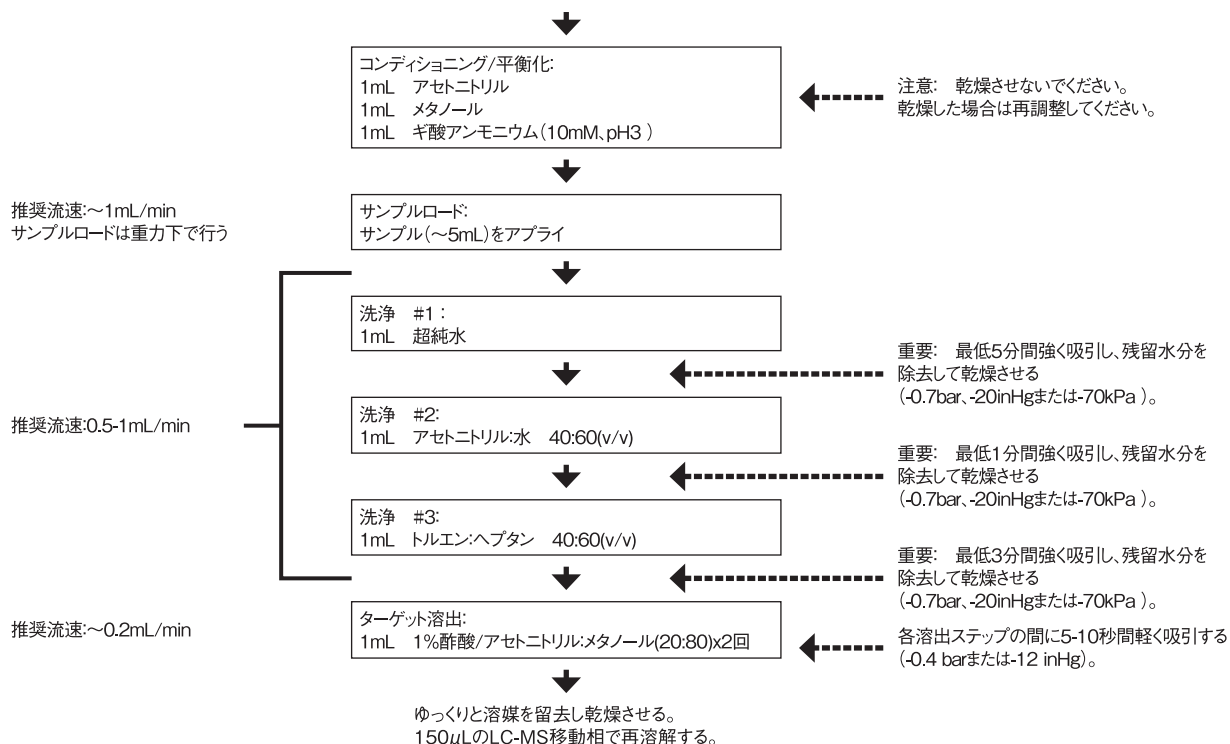 コンディショニング/平衡化:
1mL　アセトニトリル
1mL　メタノール
1mL　ギ酸アンモニウム(10mM、pH3 )
注意:　乾燥させないでください。
乾燥した場合は再調整してください。
推奨流速:～1mL/min
サンプルロードは重力下で行う
サンプルロード:
サンプル(～5mL)をアプライ
洗浄　#1 :
1mL　超純水
重要:　最低5分間強く吸引し、残留水分を
除去して乾燥させる
(-0.7bar、-20inHgまたは-70kPa )。
推奨流速:0.5-1mL/min
洗浄　#2:
1mL　アセトニトリル:水　40:60(v/v)
重要:　最低1分間強く吸引し、残留水分を
除去して乾燥させる
(-0.7bar、-20inHgまたは-70kPa )。
洗浄　#3:
1mL　トルエン:ヘプタン　40:60(v/v)
重要:　最低3分間強く吸引し、残留水分を
除去して乾燥させる
(-0.7bar、-20inHgまたは-70kPa )。
推奨流速:～0.2mL/min
ターゲット溶出:
1mL　1%酢酸/アセトニトリル:メタノール(20:80)x2回
各溶出ステップの間に5-10秒間軽く吸引する
(-0.4 barまたは-12 inHg)。
ゆっくりと溶媒を留去し乾燥させる。
150μLのLC-MS移動相で再溶解する。